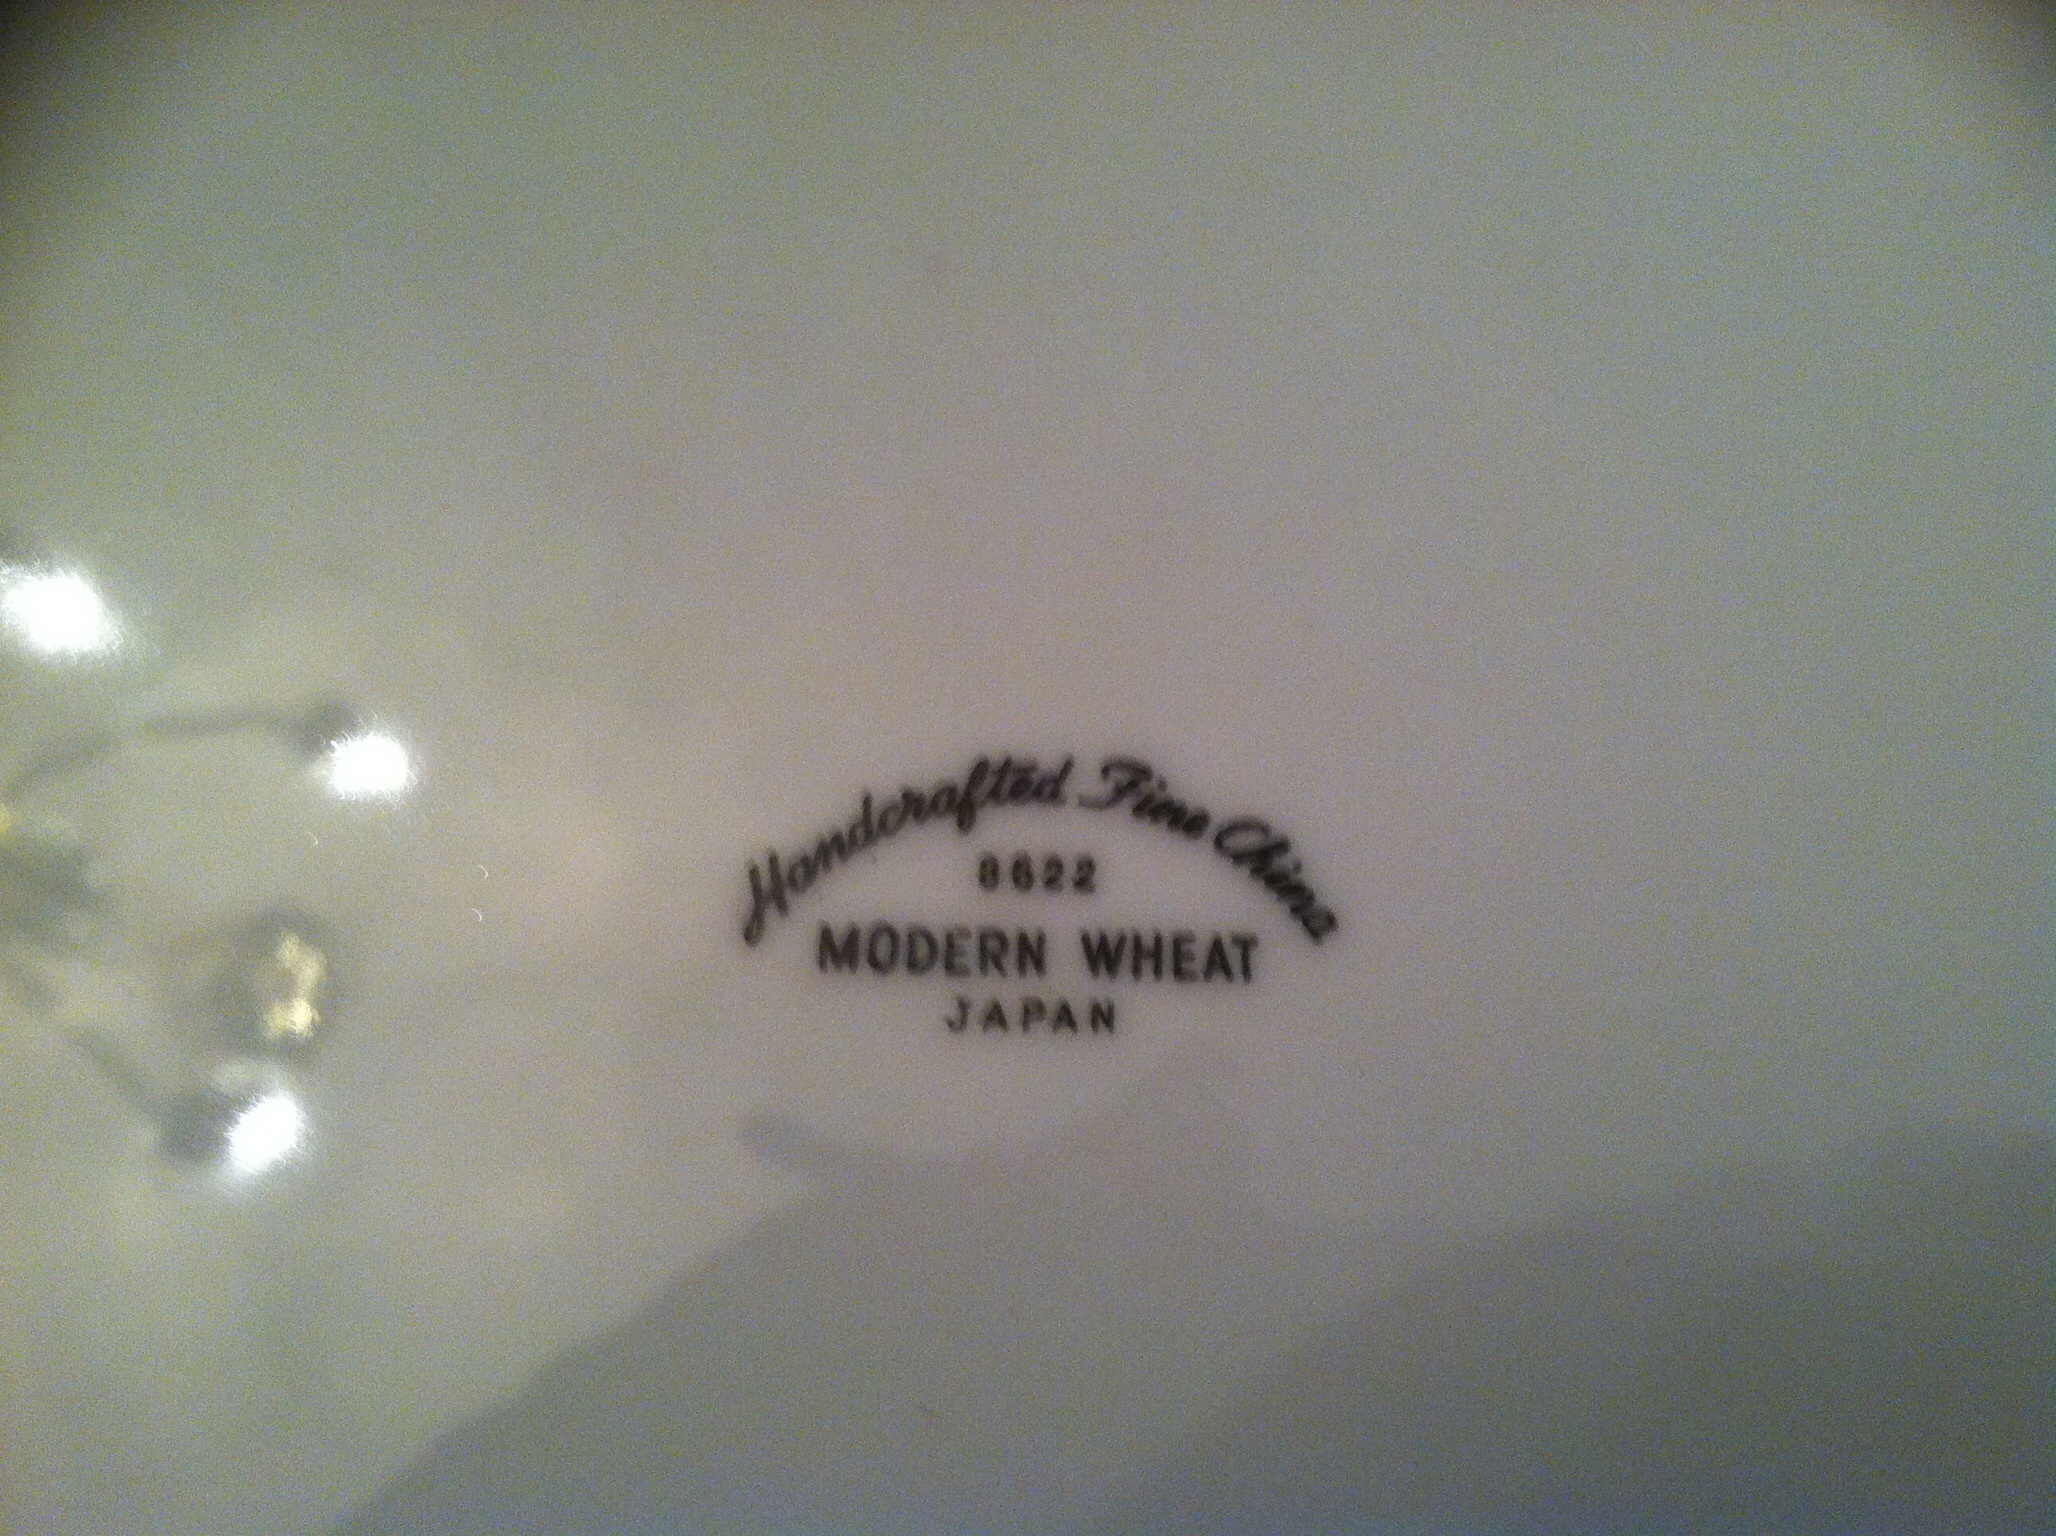 Handcrafted Fine China
8622
MODERN WHEAT
JAPAN